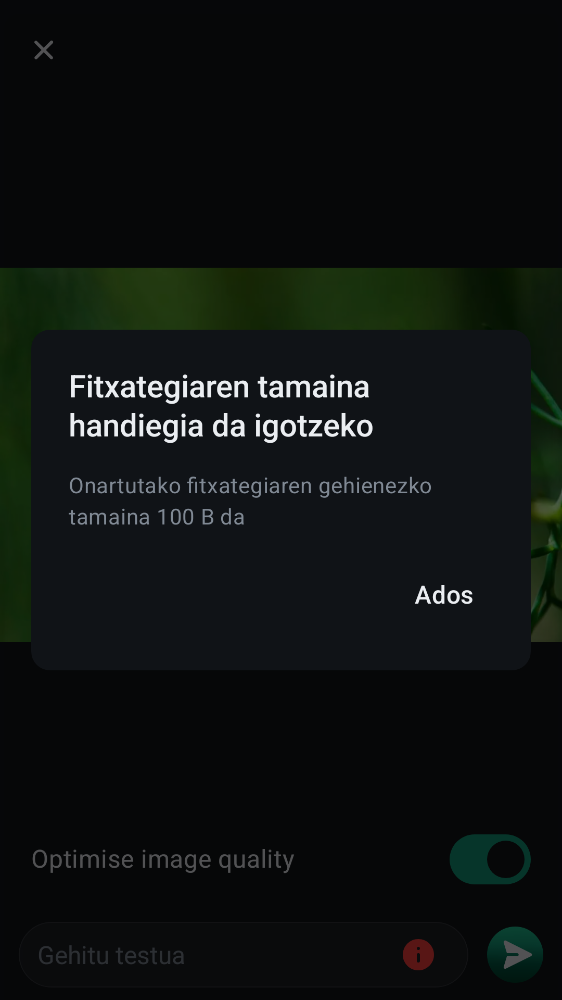 Fitxategiaren tamaina
handiegia da igotzeko
Onartutako fitxategiaren gehienezko
tamaina 100 B da
Ados
Optimise image quality
Gehitu testua